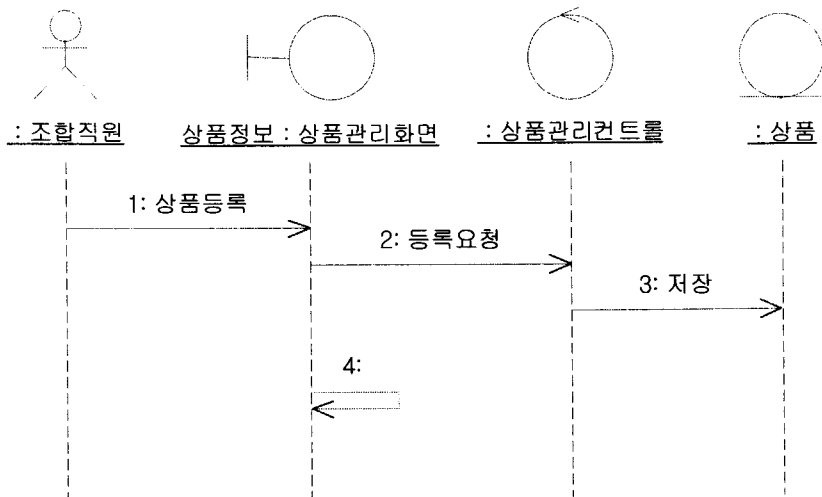 : 조합직원
상품정보 : 상품관리화면
: 상품관리컨트롤
: 상품
1: 상품등록
2: 등록요청
3: 저장
4: